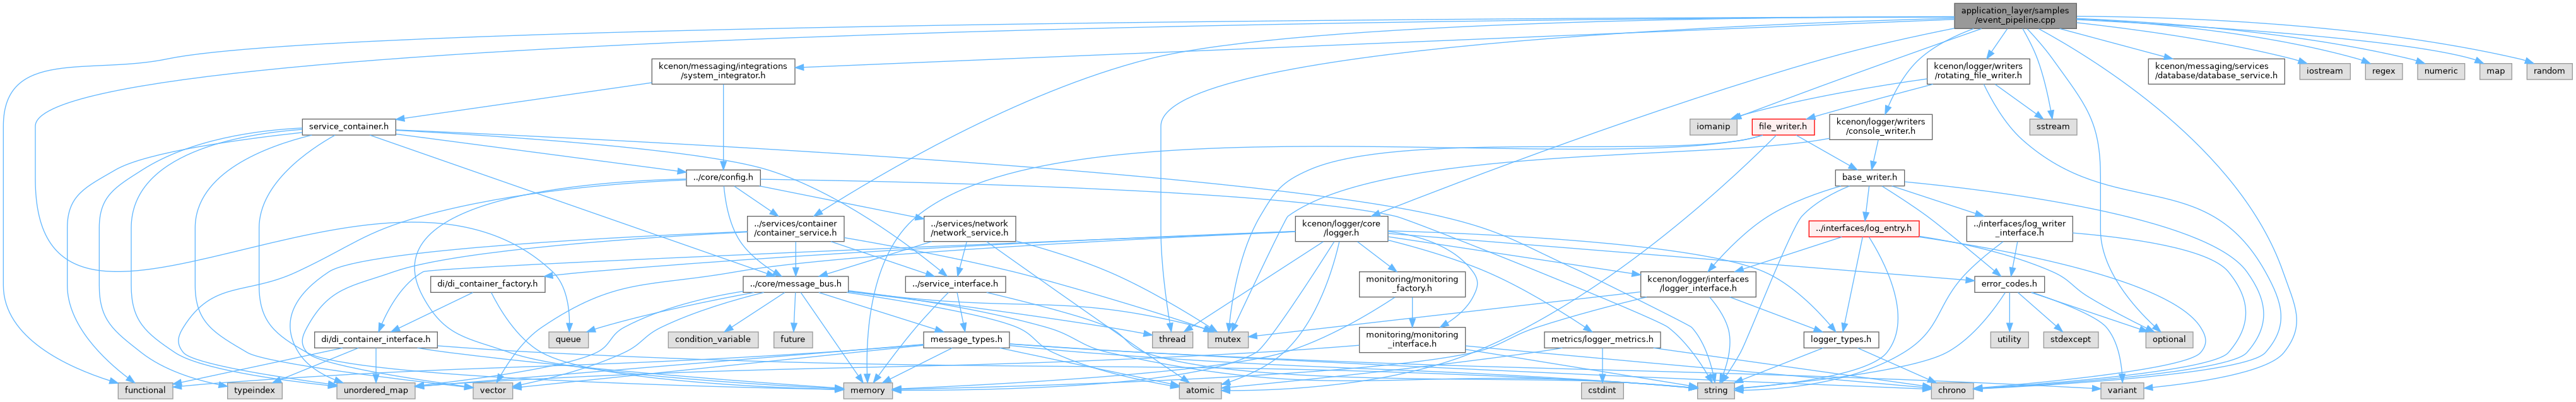 application_layer/samples
/event_pipeline.cpp
kcenon/messaging/integrations
/system_integrator.h
kcenon/logger/writers
/rotating_file_writer.h
kcenon/messaging/services
/database/database_service.h
iostream
regex
numeric
map
random
service_container.h
iomanip
file_writer.h
kcenon/logger/writers
/console_writer.h
sstream
../core/config.h
base_writer.h
../services/container
/container_service.h
../services/network
/network_service.h
kcenon/logger/core
/logger.h
../interfaces/log_entry.h
../interfaces/log_writer
_interface.h
di/di_container_factory.h
../core/message_bus.h
../service_interface.h
monitoring/monitoring
_factory.h
kcenon/logger/interfaces
/logger_interface.h
error_codes.h
di/di_container_interface.h
queue
condition_variable
future
message_types.h
thread
mutex
monitoring/monitoring
_interface.h
metrics/logger_metrics.h
logger_types.h
utility
stdexcept
optional
functional
typeindex
unordered_map
vector
memory
atomic
cstdint
string
chrono
variant